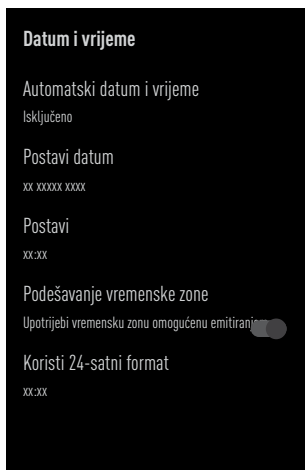 Datum i vrijeme
Automatski datum i vrijeme
Isključeno
Postavi datum
xx xxxxx xxxx
Postavi
xx:xx
Podešavanje vremenske zone
Upotrijebi vremensku zonu omogućenu
Koristi 24-satni format
xx:xx